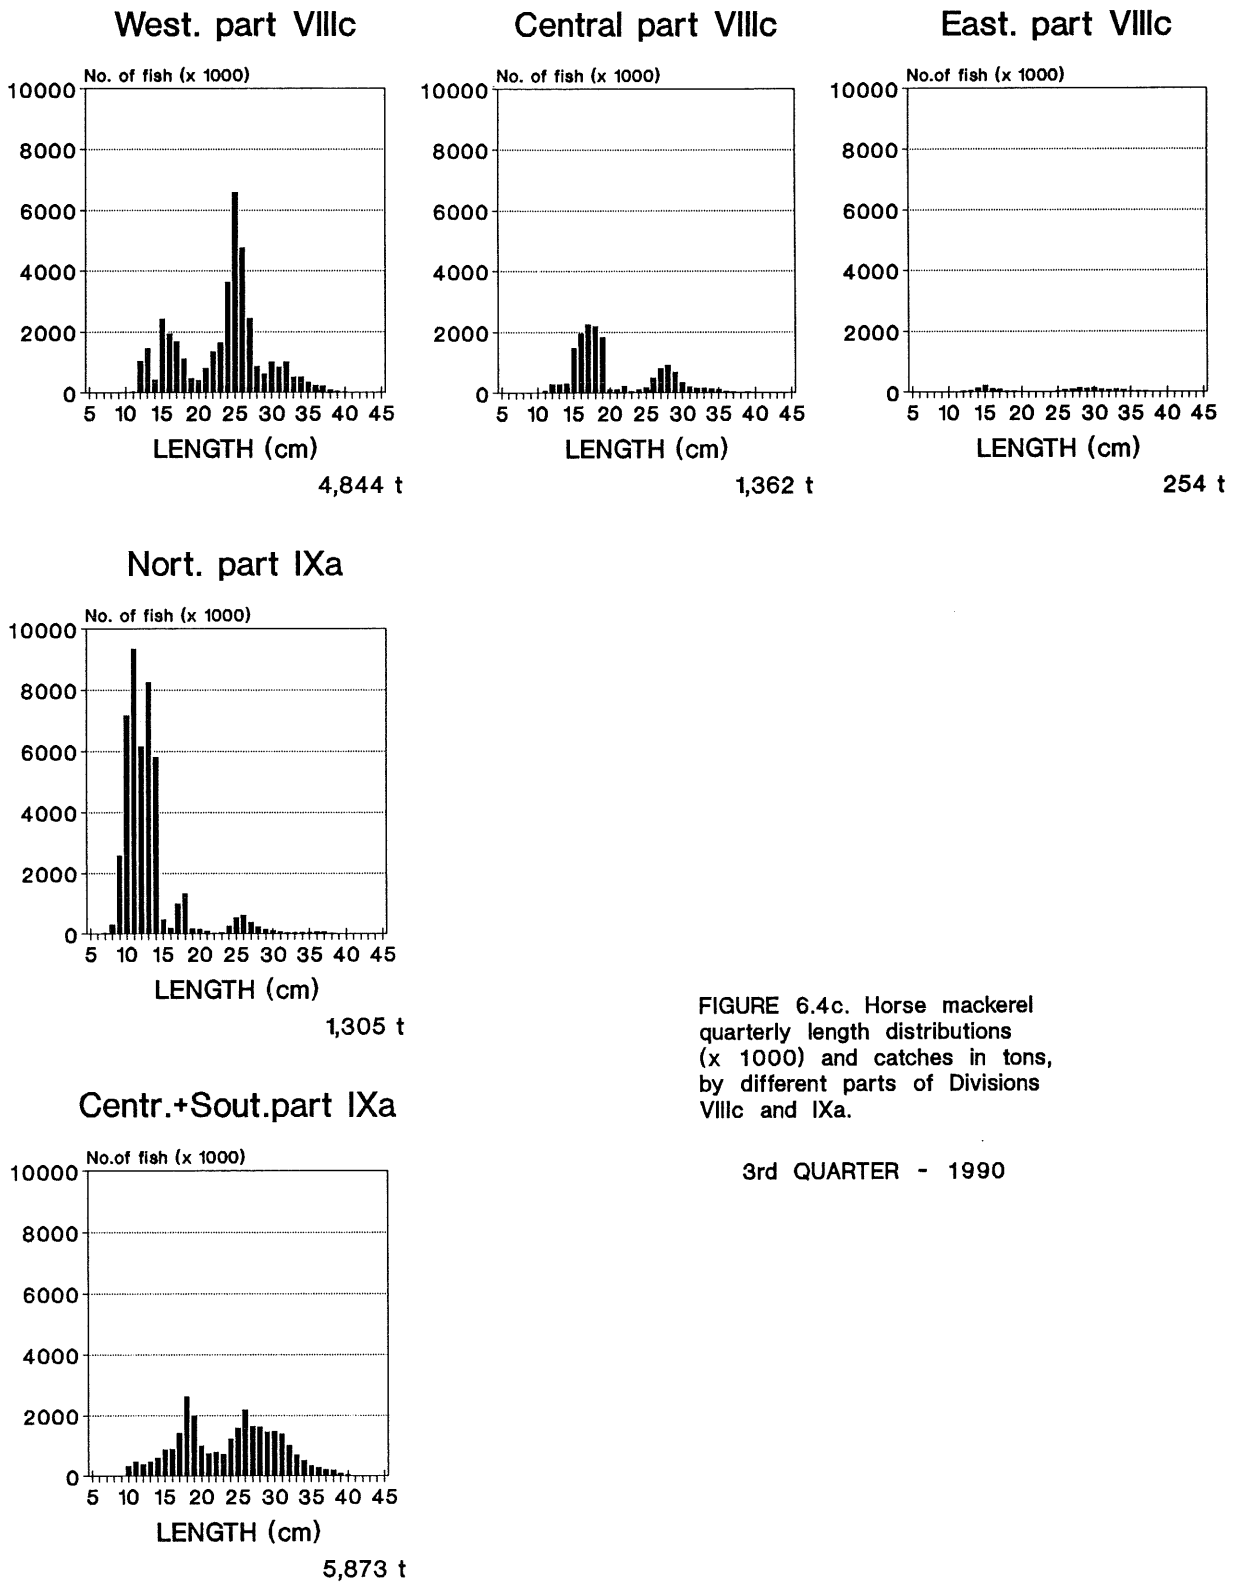 West. part VIIIc
No. of fish (x 1000)
10000
8000
6000
4000
2000
0
5 10 15 20 25 30 35 40 45
LENGTH (cm)
4,844 t
Central part VIIIc
No. of fish (x 1000)
10000
8000
6000
4000
2000
0
5 10 15 20 25 30 35 40 45
LENGTH (cm)
1,362 t
East. part VIIIc
No.of fish (x 1000)
10000
8000
6000
4000
2000
0
5 10 15 20 25 30 35 40 45
LENGTH (cm)
254 t
Nort. part IXa
No. of fish (x 1000)
10000
8000
6000
4000
2000
0
5 10 15 20 25 30 35 40 45
LENGTH (cm)
1,305 t
Centr.+Sout.part IXa
No.of fish (x 1000)
10000
8000
6000
4000
2000
0
5 10 15 20 25 30 35 40 45
LENGTH (cm)
5,873 t
FIGURE 6.4c. Horse mackerel
quarterly length distributions
(x 1000) and catches in tons,
by different parts of Divisions
VIIIc and IXa.
3rd QUARTER - 1990